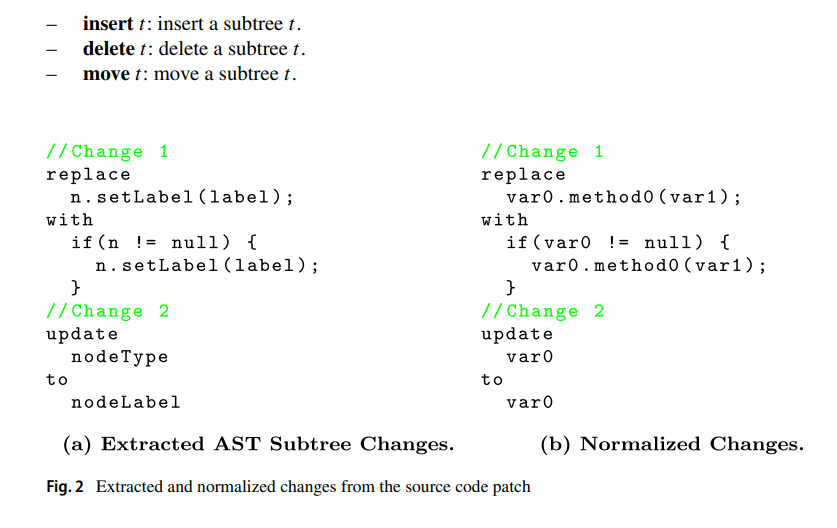 – insert t: insert a subtree t.
– delete t: delete a subtree t.
– move t: move a subtree t.
//Change 1
replace
n.setLabel(label);
with
if(n != null) {
n.setLabel(label);
}
//Change 2
update
nodeType
to
nodeLabel
(a) Extracted AST Subtree Changes.
//Change 1
replace
var0.method0(var1);
with
if(var0 != null) {
var0.method0(var1);
}
//Change 2
update
var0
to
var0
(b) Normalized Changes.
Fig. 2 Extracted and normalized changes from the source code patch